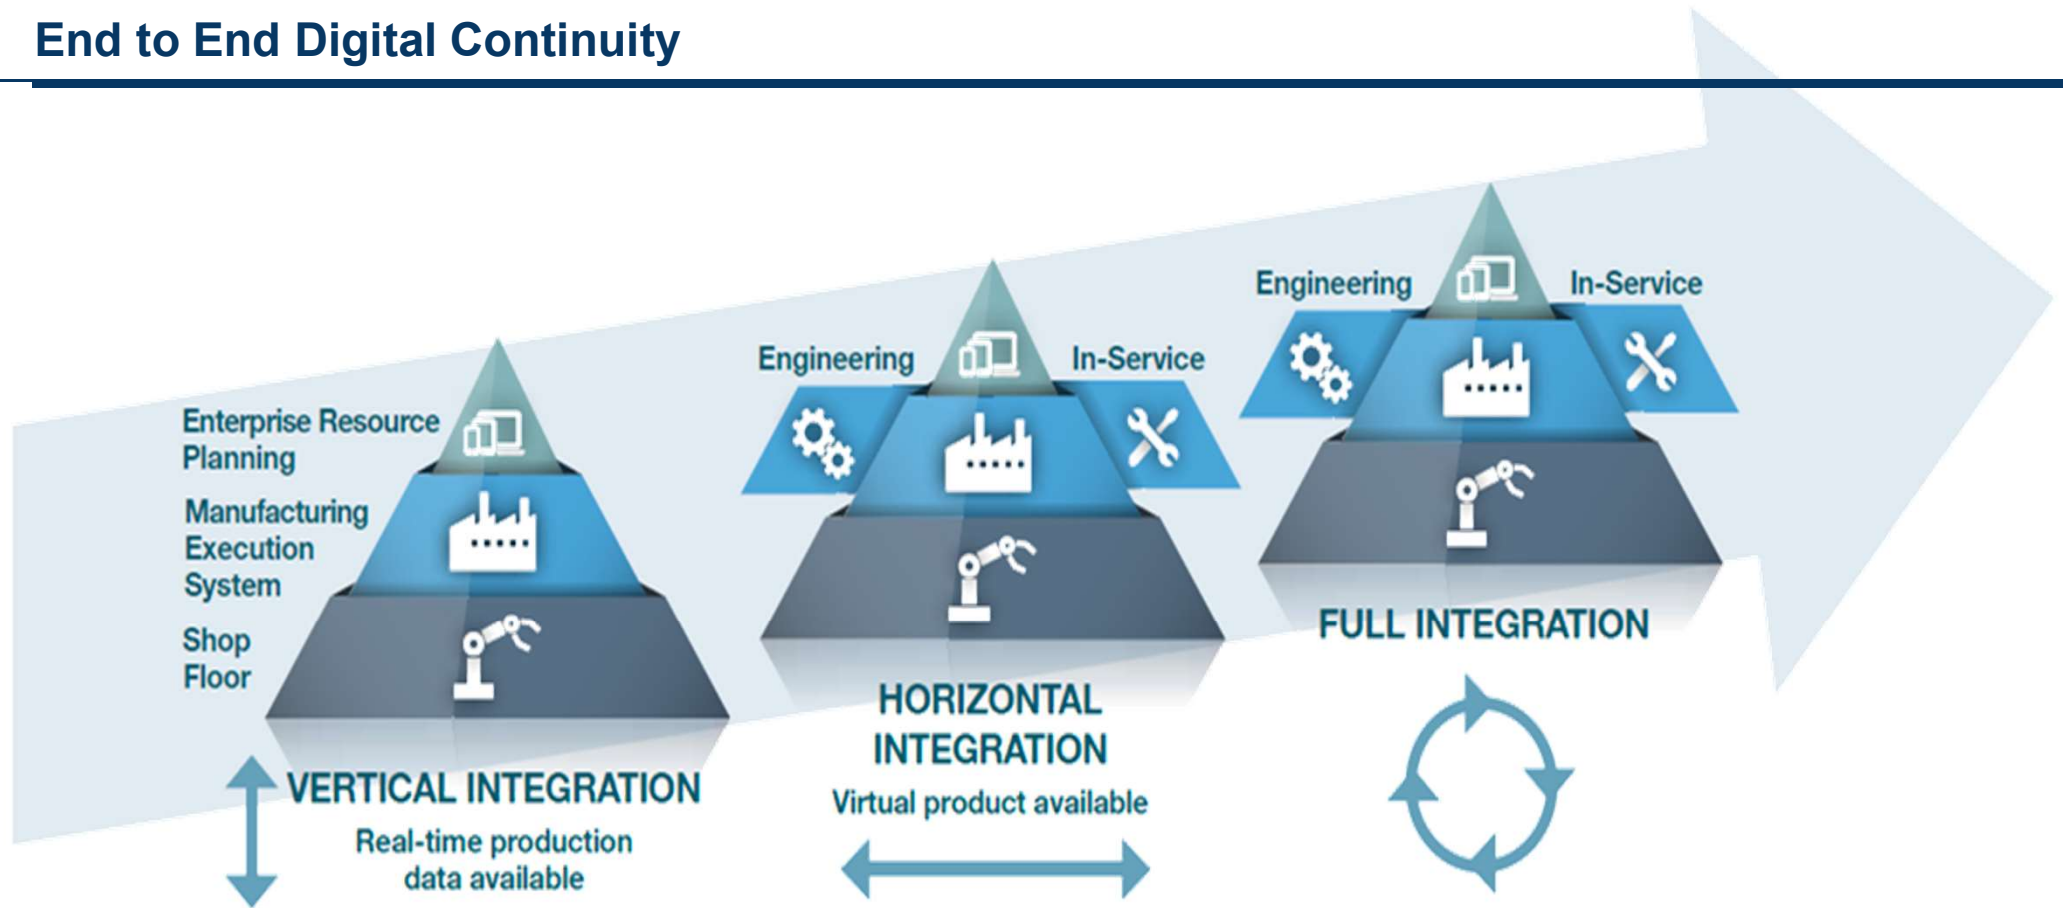 End to End Digital Continuity
Enterprise Resource
Planning
Manufacturing
Execution
System
Shop
Floor
VERTICAL INTEGRATION
Real-time production
data available
Engineering
In-Service
HORIZONTAL
INTEGRATION
Virtual product available
Engineering
In-Service
FULL INTEGRATION